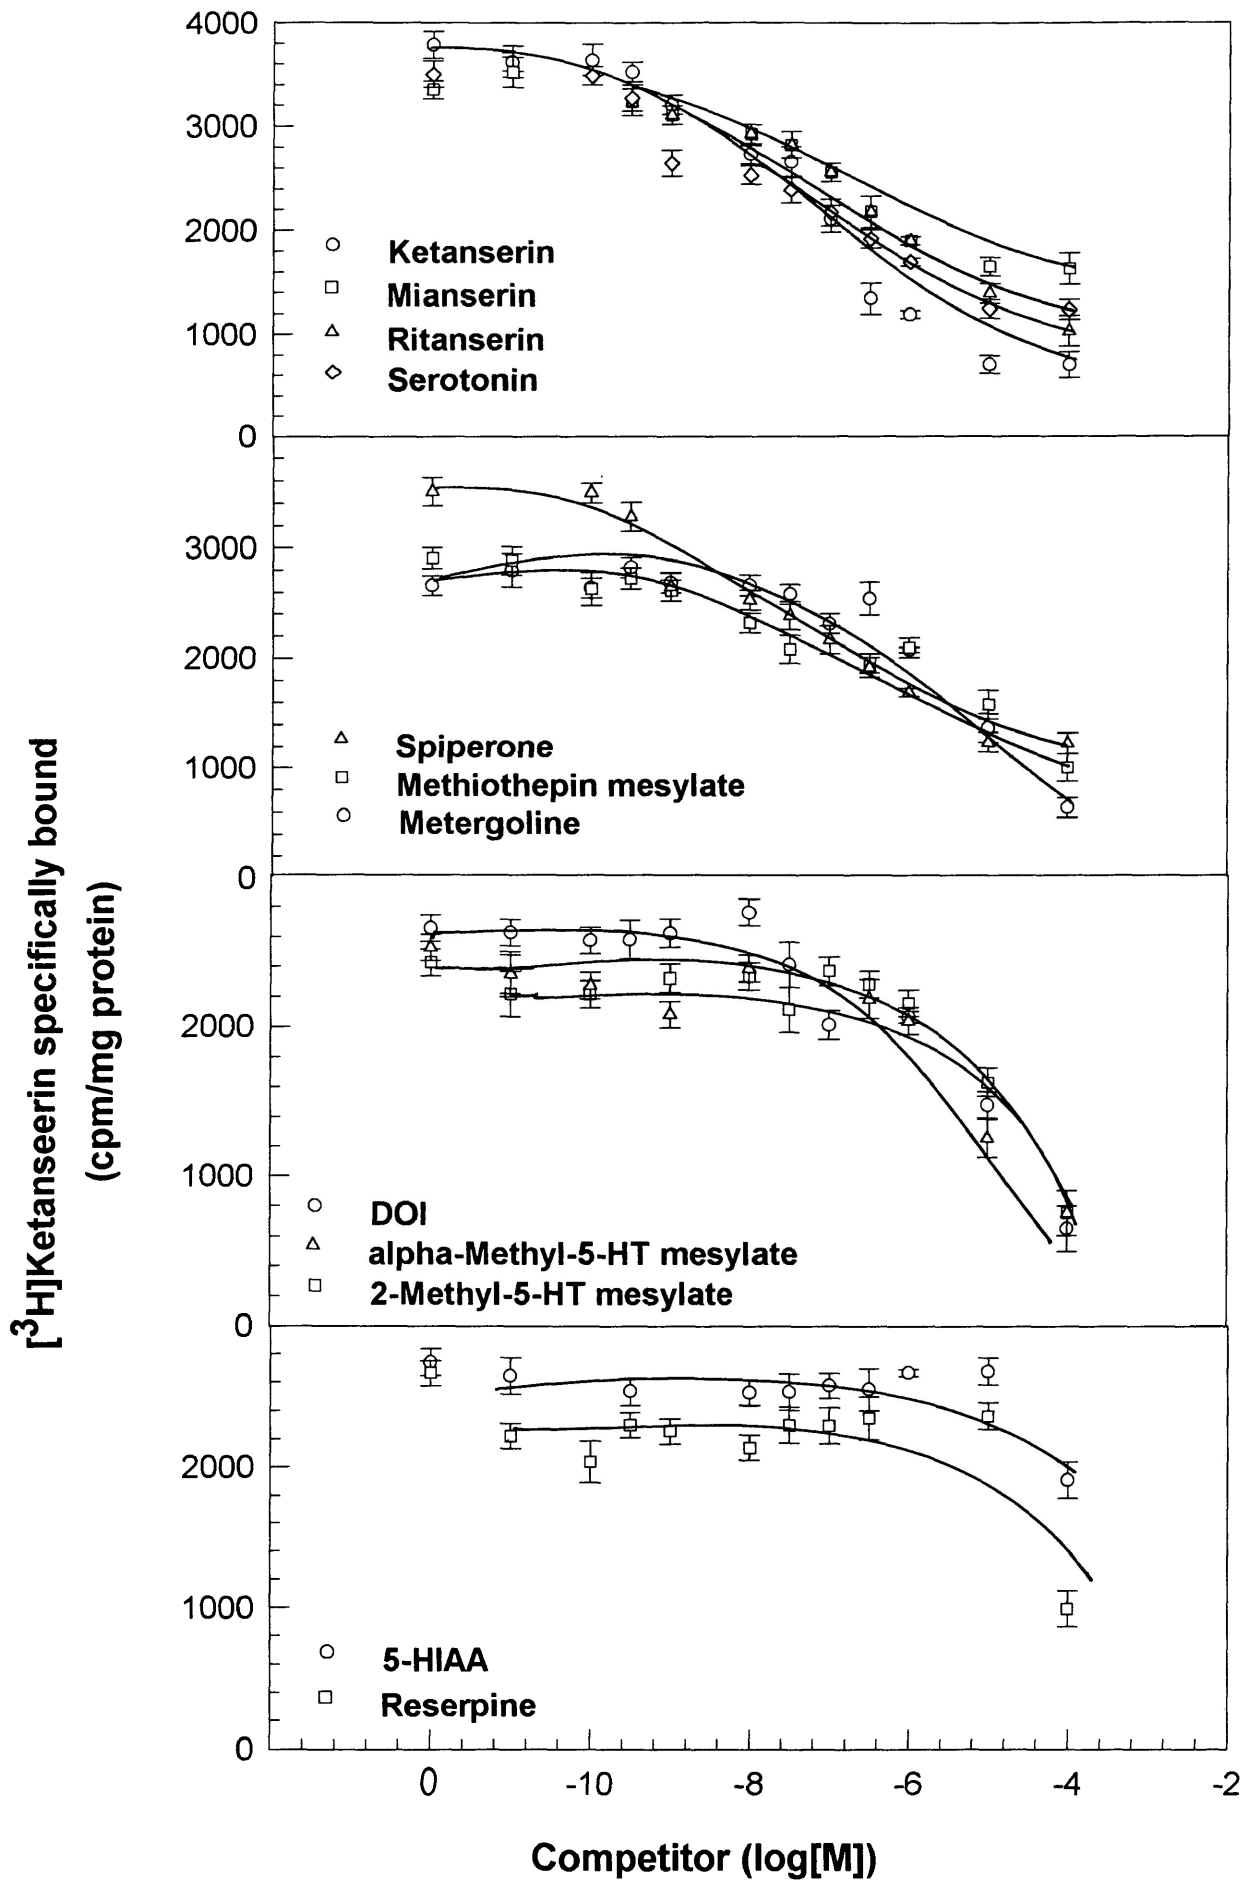 4000
3000
2000
1000
0
Ketanserin
Mianserin
Ritanserin
Serotonin
3000
2000
1000
0
Spiperone
Methiothepin mesylate
Metergoline
2000
1000
0
DOI
alpha-Methyl-5-HT mesylate
2-Methyl-5-HT mesylate
2000
1000
0
5-HIAA
Reserpine
0 -10 -8 -6 -4 -2
Competitor (log[M])
[³H]Ketanseerin specifically bound
(cpm/mg protein)